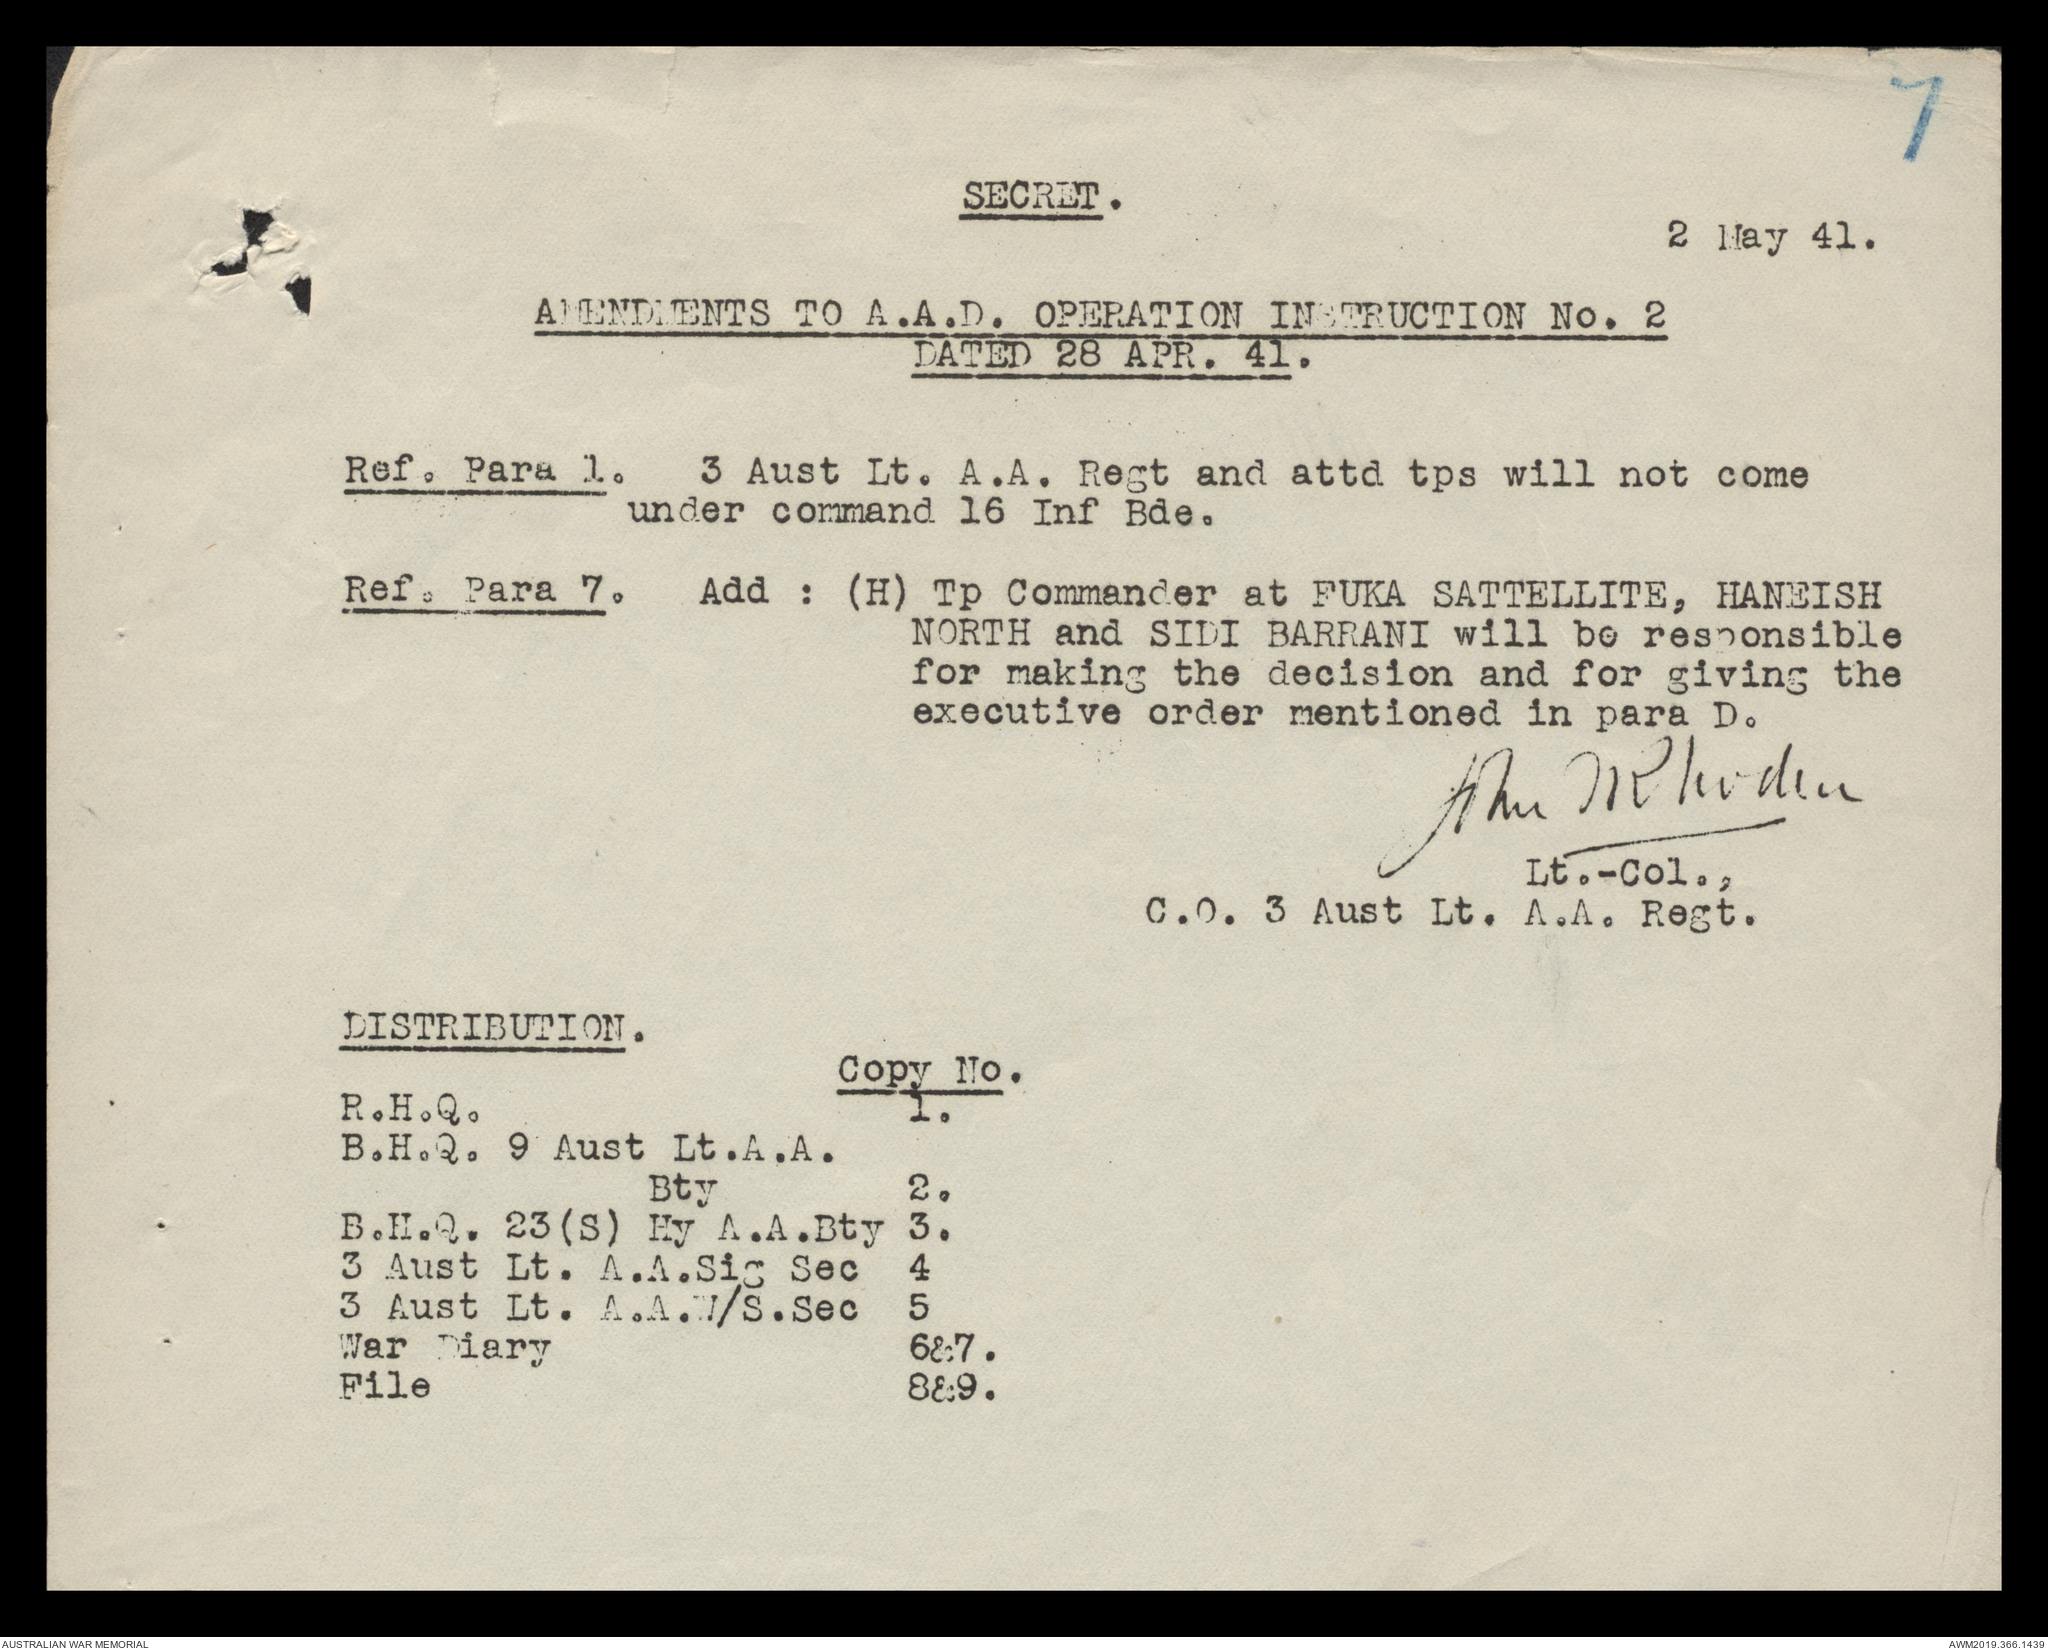 7
SECRET.
2 May 41.
AMENDMENTS TO A.A.D. OPERATION INSTRUCTION No. 2
DATED 28 APR. 41.
Ref. Para 1. 3 Aust Lt. A.A. Regt and attd tps will not come
under command 16 Inf Bde.
Ref. Para 7. Add : (H) Tp Commander at FUKA SATTELLITE, HANEISH
NORTH and SIDI BARRANI will be responsible
for making the decision and for giving the
executive order mentioned in para D.
John W Rhoden
Lt.-Col.,
C.O. 3 Aust Lt. A.A. Regt.
DISTRIBUTION.
Copy No.
R.H.Q. 1.
B.H.Q. 9 Aust Lt.A.A.
Bty 2.
B.H.Q. 23(S) Hy A.A.Bty 3.
3 Aust Lt. A.A.Sig Sec 4
3 Aust Lt. A.A.W/S.Sec 5
War Diary 6&7.
File 8&9.
AUSTRALIAN WAR MEMORIAL
AWM2019.366.1439